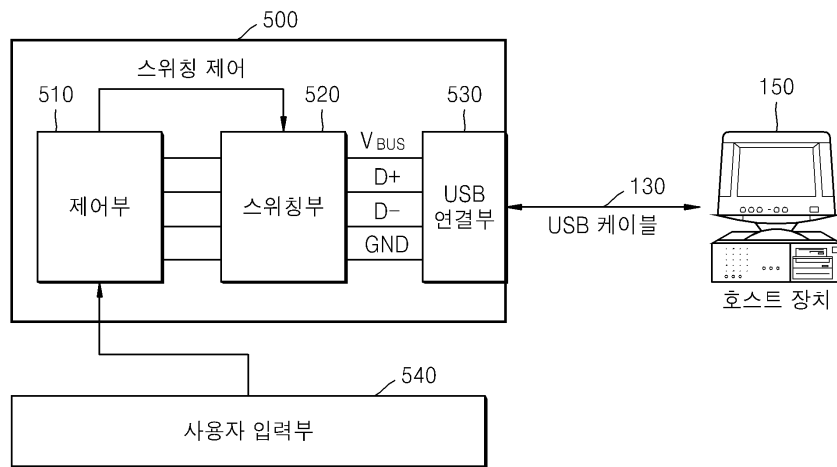 500
스위칭 제어
510
520
530
150
V BUS
D+
D-
GND
제어부
스위칭부
USB
연결부
130
USB 케이블
호스트 장치
540
사용자 입력부